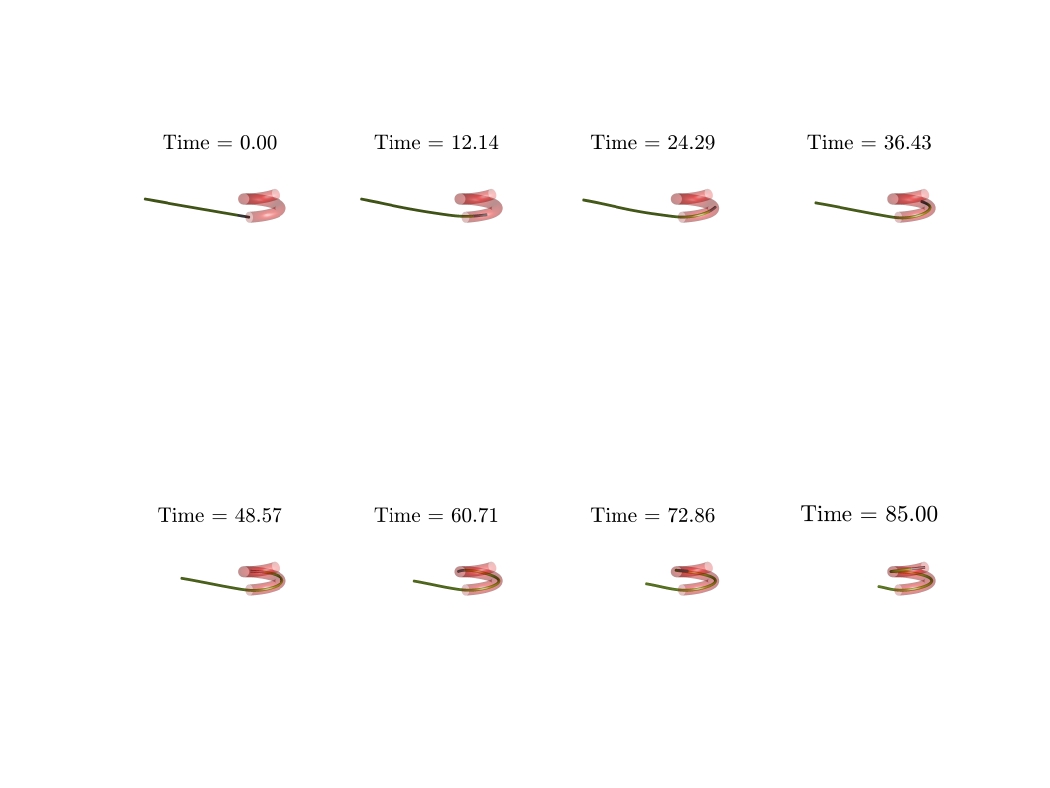 Time = 0.00
Time = 12.14
Time = 24.29
Time = 36.43
Time = 48.57
Time = 60.71
Time = 72.86
Time = 85.00